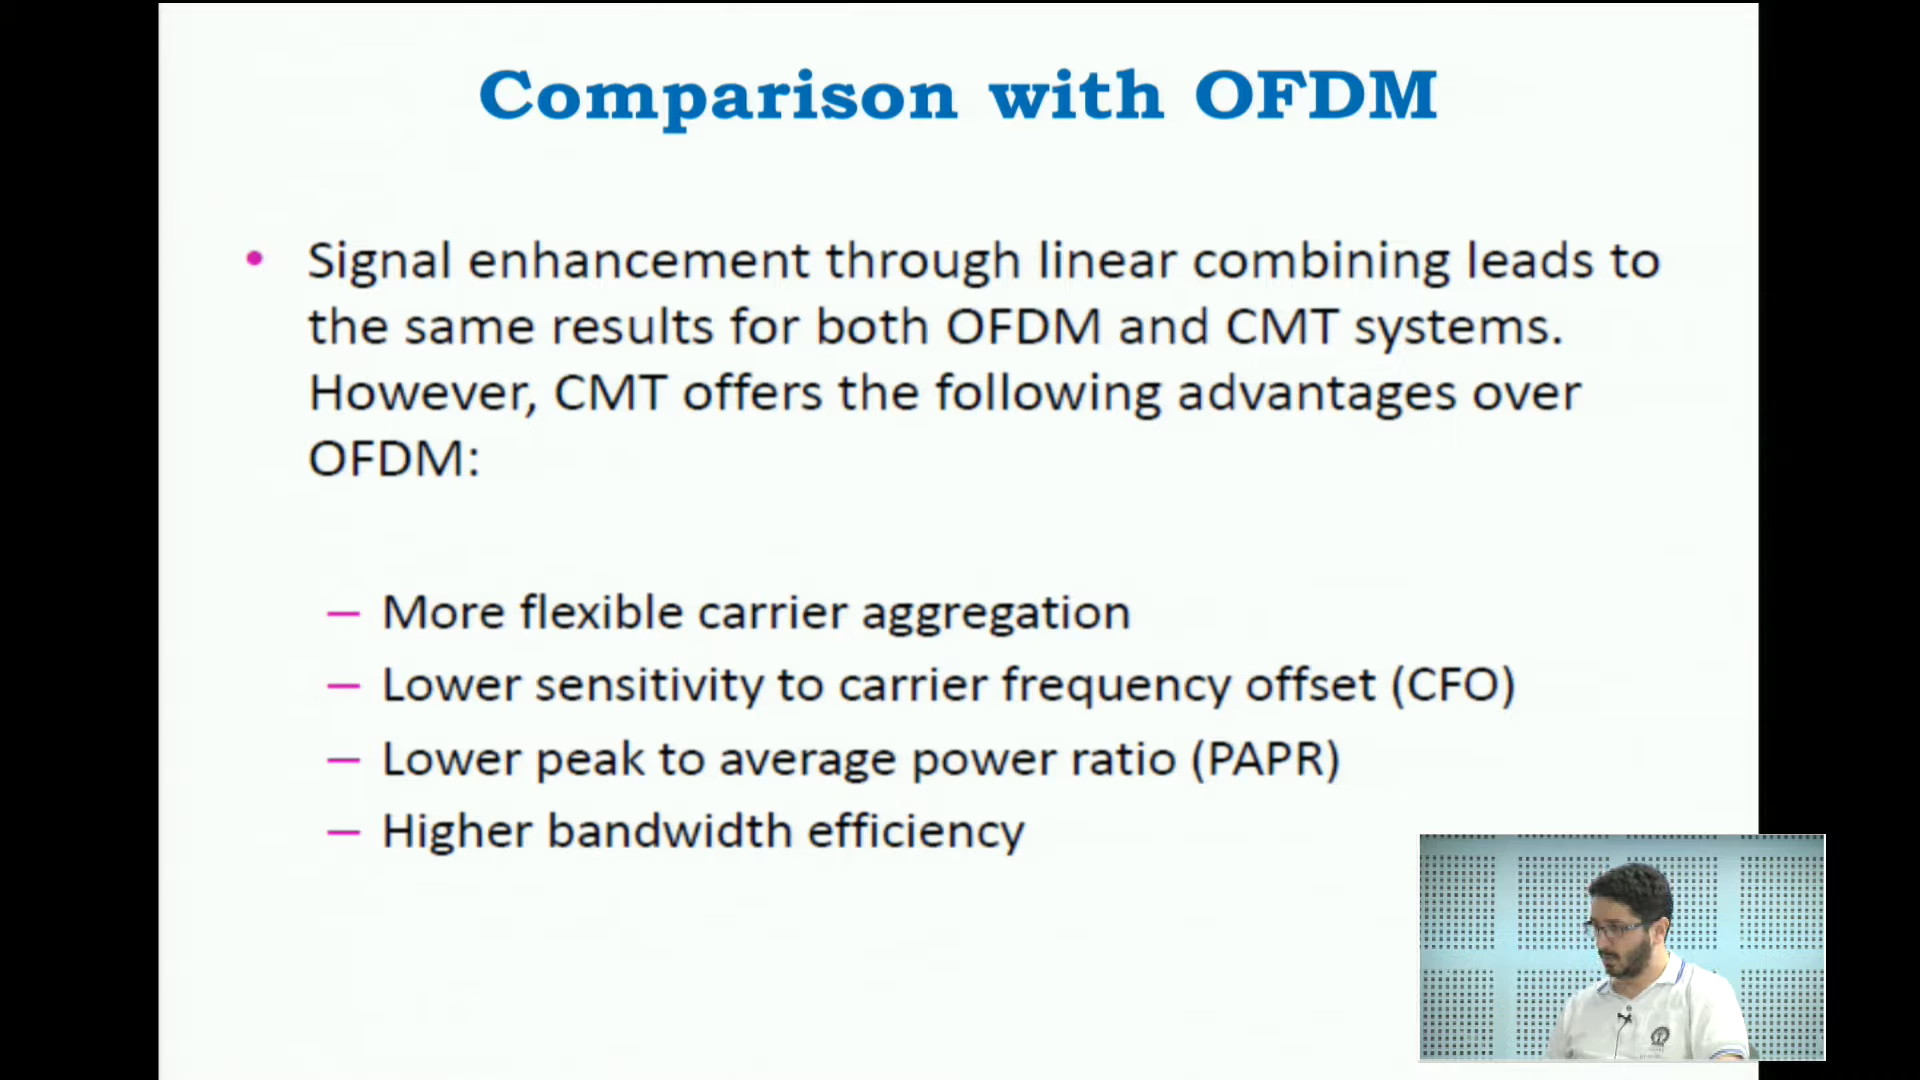 Comparison with OFDM
• Signal enhancement through linear combining leads to
the same results for both OFDM and CMT systems.
However, CMT offers the following advantages over
OFDM:
– More flexible carrier aggregation
– Lower sensitivity to carrier frequency offset (CFO)
– Lower peak to average power ratio (PAPR)
– Higher bandwidth efficiency